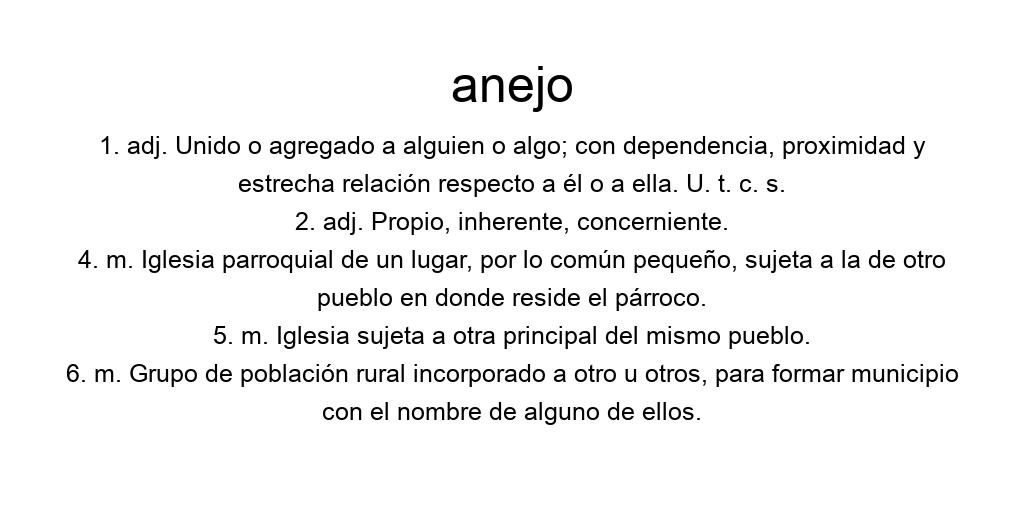 anejo
1. adj. Unido o agregado a alguien o algo; con dependencia, proximidad y
estrecha relación respecto a él o a ella. U. t. c. s.
2. adj. Propio, inherente, concerniente.
4. m. Iglesia parroquial de un lugar, por lo común pequeño, sujeta a la de otro
pueblo en donde reside el párroco.
5. m. Iglesia sujeta a otra principal del mismo pueblo.
6. m. Grupo de población rural incorporado a otro u otros, para formar municipio
con el nombre de alguno de ellos.